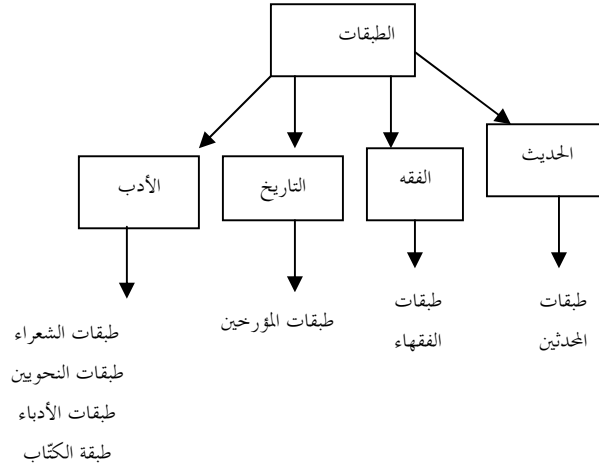 الطبقات
الحديث
الفقه
التاريخ
الأدب
طبقات
المحدثين
طبقات
الفقهاء
طبقات المؤرخين
طبقات الشعراء
طبقات النحويين
طبقات الأدباء
طبقة الكتّاب